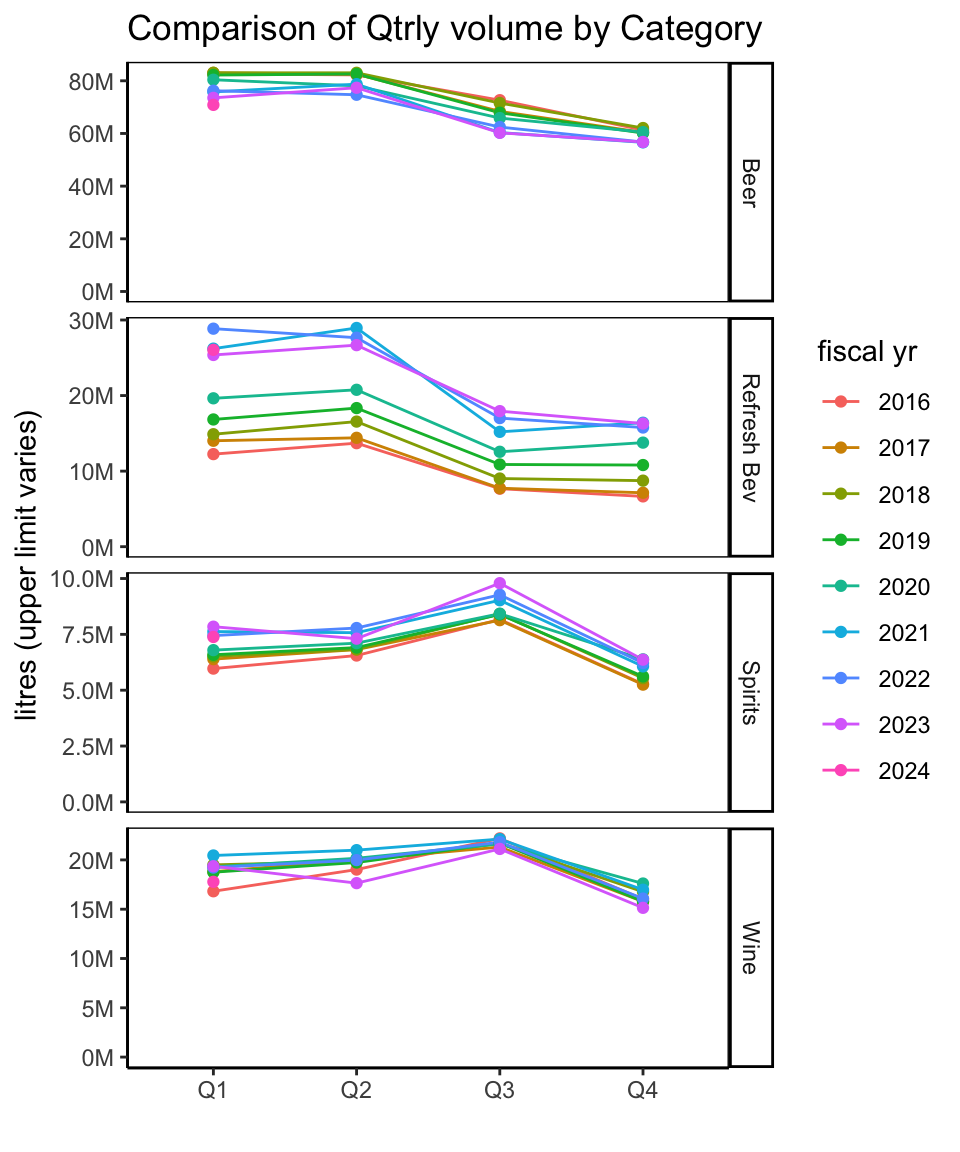 Comparison of Qtrly volume by Category
litres (upper limit varies)
80M
60M
40M
20M
0M
Beer
30M
20M
10M
0M
Refresh Bev
10.0M
7.5M
5.0M
2.5M
0.0M
Spirits
20M
15M
10M
5M
0M
Wine
Q1 Q2 Q3 Q4
fiscal yr
2016
2017
2018
2019
2020
2021
2022
2023
2024